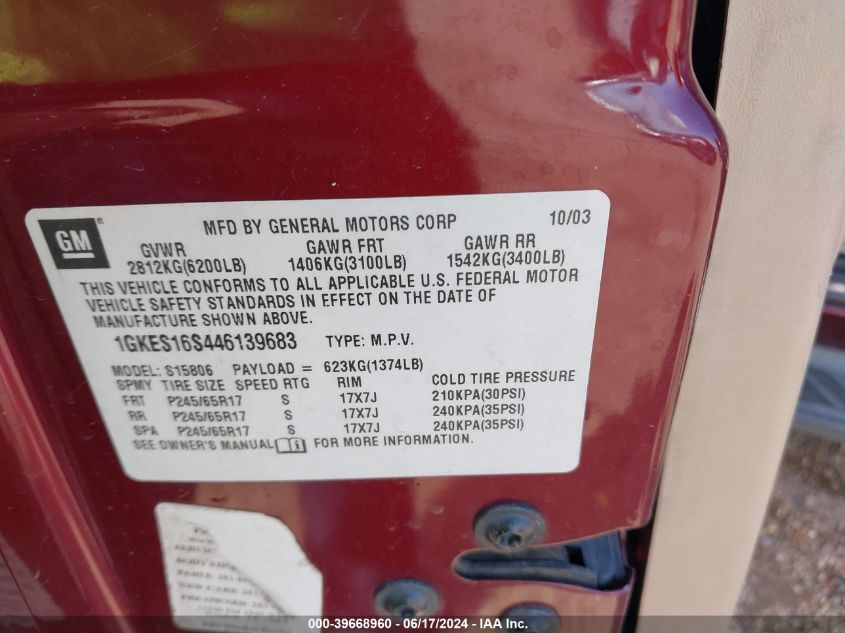 GM
®
MFD BY GENERAL MOTORS CORP 10/03
GVWR GAWR FRT GAWR RR
2812KG(6200LB) 1406KG(3100LB) 1542KG(3400LB)
THIS VEHICLE CONFORMS TO ALL APPLICABLE U.S. FEDERAL MOTOR
VEHICLE SAFETY STANDARDS IN EFFECT ON THE DATE OF
MANUFACTURE SHOWN ABOVE.
1GKES16S446139683 TYPE: M.P.V.
MODEL: S15806 PAYLOAD = 623KG(1374LB)
SPMY TIRE SIZE SPEED RTG RIM COLD TIRE PRESSURE
FRT P245/65R17 S 17X7J 210KPA(30PSI)
RR P245/65R17 S 17X7J 240KPA(35PSI)
SPA P245/65R17 S 17X7J 240KPA(35PSI)
SEE OWNER'S MANUAL FOR MORE INFORMATION.
000-39668960 - 06/17/2024 - IAA Inc.